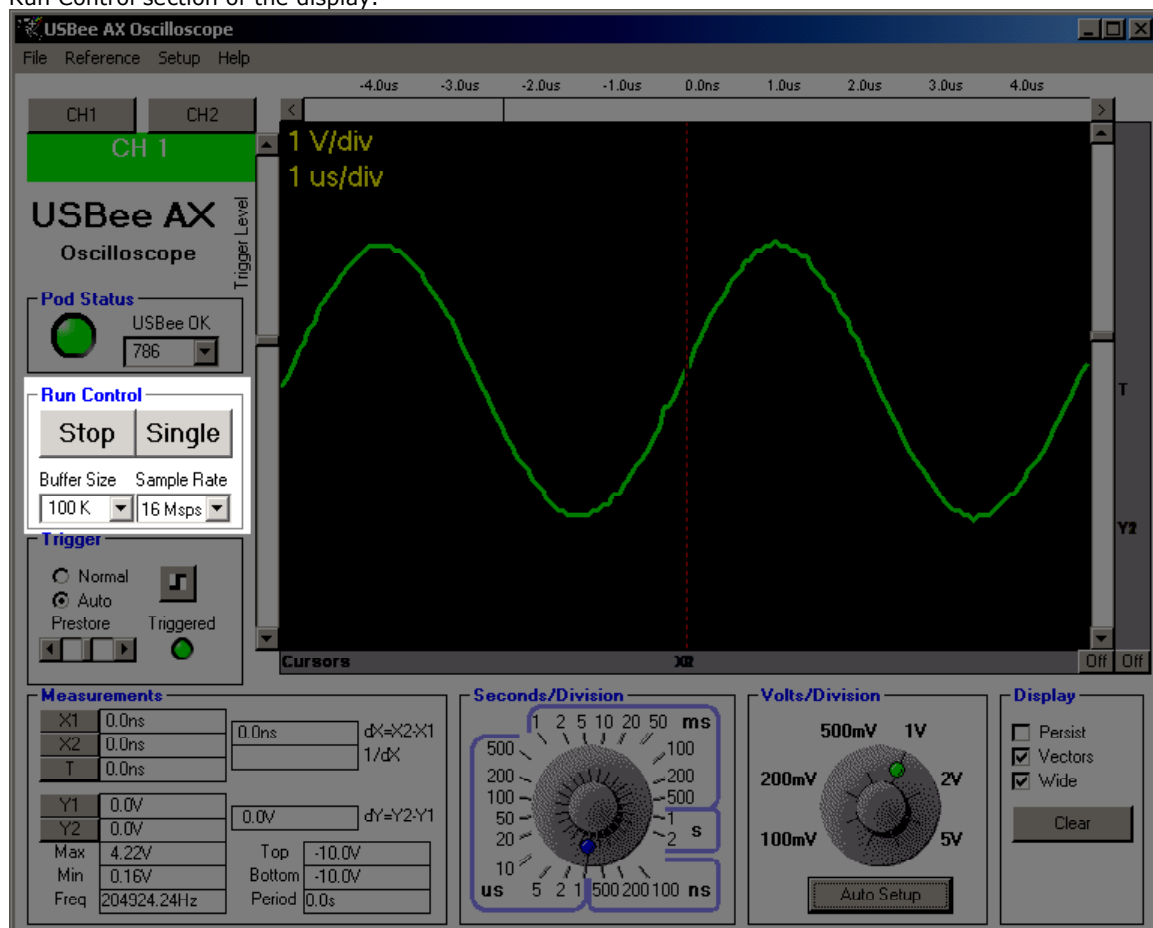 Run Control section of the display.
USBee AX Oscilloscope
File Reference Setup Help
-4.0us -3.0us -2.0us -1.0us 0.0ns 1.0us 2.0us 3.0us 4.0us
CH1 CH2
CH 1
1 V/div
1 us/div
USBee AX
Oscilloscope
Trigger Level
Pod Status
USBee OK
786
Run Control
Stop Single
Buffer Size Sample Rate
100 K 16 Msps
T
Y2
Trigger
Normal
Auto
Prestore Triggered
Cursors
Off Off
Measurements
X1 0.0ns
X2 0.0ns
T 0.0ns
0.0ns dX=X2-X1
1/dX
Y1 0.0V
Y2 0.0V
0.0V dY=Y2-Y1
Max 4.22V Top -10.0V
Min 0.16V Bottom -10.0V
Freq 204924.24Hz Period 0.0s
Seconds/Division
1 2 5 10 20 50 ms
500 100
200 200
100 500
50 1
20 2 s
10
us 5 2 1 500 200 100 ns
Volts/Division
500mV 1V
200mV 2V
100mV 5V
Auto Setup
Display
Persist
Vectors
Wide
Clear